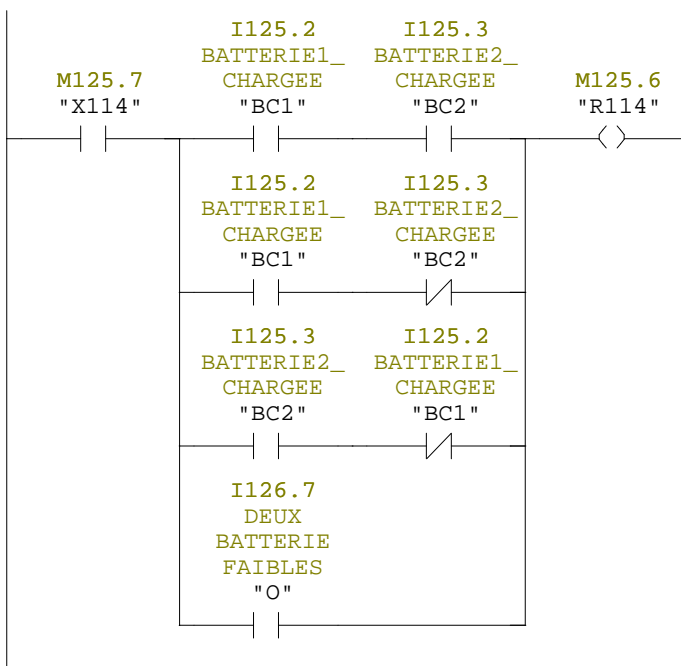 I125.2 I125.3
BATTERIE1_ BATTERIE2_
M125.7 CHARGEE CHARGEE M125.6
"X114" "BC1" "BC2" "R114"
I125.2 I125.3
BATTERIE1_ BATTERIE2_
CHARGEE CHARGEE
"BC1" "BC2"
I125.3 I125.2
BATTERIE2_ BATTERIE1_
CHARGEE CHARGEE
"BC2" "BC1"
I126.7
DEUX
BATTERIE
FAIBLES
"O"